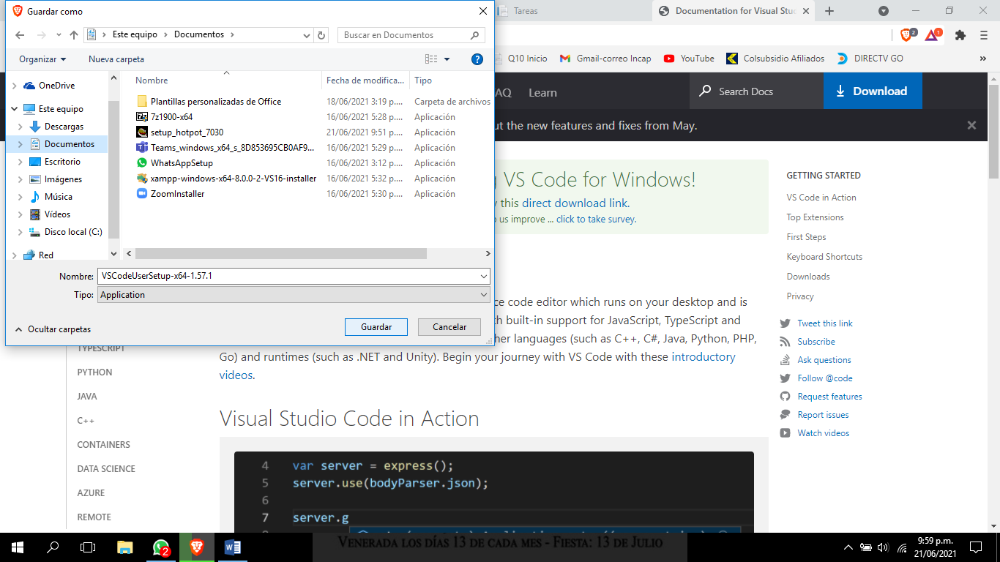 Guardar como
Tareas
Documentation for Visual Stu
Este equipo
Documentos
Buscar en Documentos
2
1
Organizar
Nueva carpeta
Q10 Inicio
Gmail-correo Incap
YouTube
Colsubsidio Afiliados
DIRECTV GO
Nombre
Fecha de modifica...
Tipo
OneDrive
Este equipo
Descargas
Documentos
Escritorio
Imágenes
Música
Vídeos
Disco local (C:)
Red
Plantillas personalizadas de Office 18/06/2021 3:19 p.... Carpeta de archivos
7z1900-x64 16/06/2021 5:28 p.... Aplicación
setup_hotpot_7030 21/06/2021 9:51 p.... Aplicación
Teams_windows_x64_s_8D853695CB0AF9... 16/06/2021 5:29 p.... Aplicación
WhatsAppSetup 16/06/2021 3:12 p.... Aplicación
xampp-windows-x64-8.0.0-2-VS16-installer 16/06/2021 5:32 p.... Aplicación
ZoomInstaller 16/06/2021 5:30 p.... Aplicación
Nombre: VSCodeUserSetup-x64-1.57.1
Tipo: Application
Ocultar carpetas
Guardar
Cancelar
AQ
Learn
Search Docs
Download
ut the new features and fixes from May.
g VS Code for Windows!
this direct download link.
us improve ... click to take survey.
GETTING STARTED
VS Code in Action
Top Extensions
First Steps
Keyboard Shortcuts
Downloads
Privacy
Tweet this link
Subscribe
Ask questions
Follow @code
Request features
Report issues
Watch videos
ce code editor which runs on your desktop and is
h built-in support for JavaScript, TypeScript and
her languages (such as C++, C#, Java, Python, PHP,
Go) and runtimes (such as .NET and Unity). Begin your journey with VS Code with these introductory
videos.
TYPESCRIPT
PYTHON
JAVA
C++
CONTAINERS
DATA SCIENCE
AZURE
REMOTE
Visual Studio Code in Action
4 var server = express();
5 server.use(bodyParser.json);
6
7 server.g
2
VENERADA LOS DÍAS 13 DE CADA MES - FIESTA: 13 DE JULIO
9:59 p.m.
21/06/2021